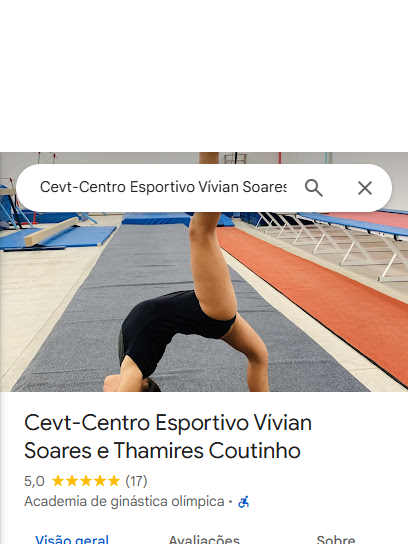 Cevt-Centro Esportivo Vívian Soares
Cevt-Centro Esportivo Vívian
Soares e Thamires Coutinho
5,0 (17)
Academia de ginástica olímpica ·
Visão geral Avaliações Sobre